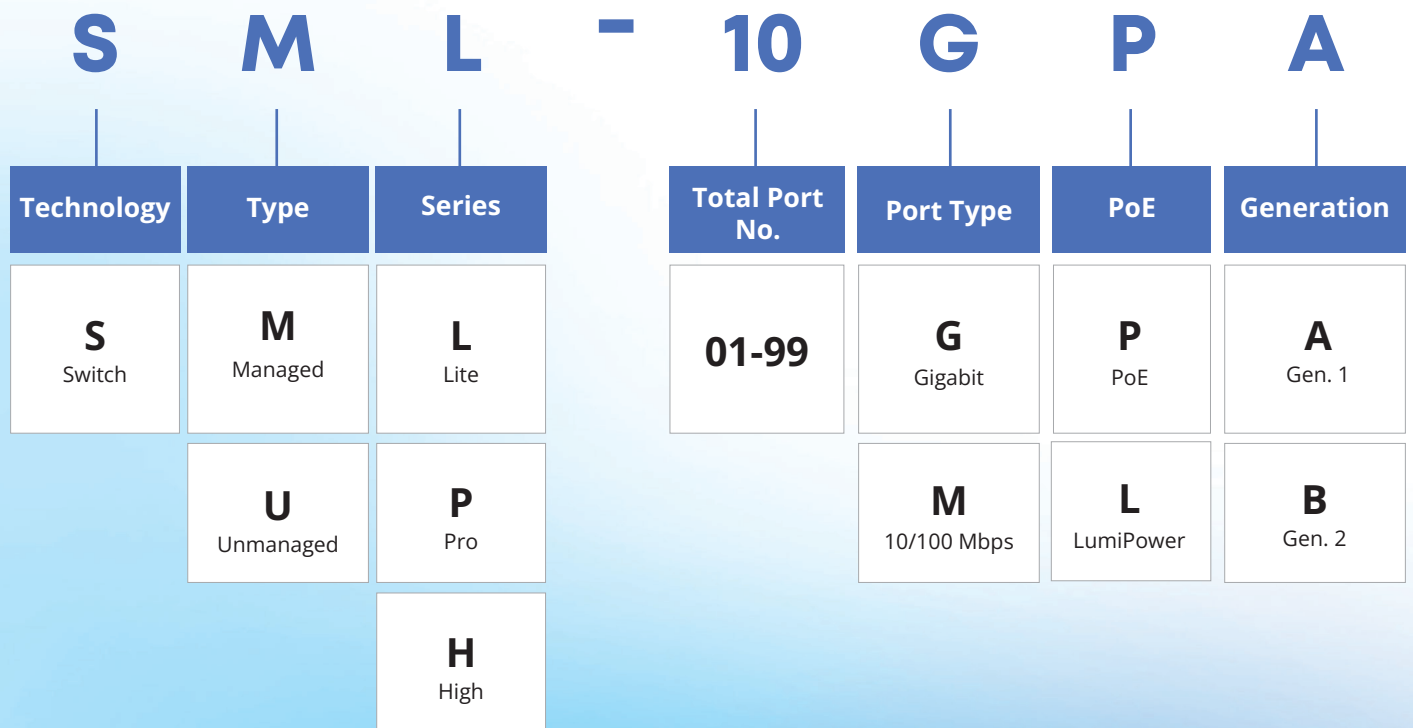 S M L - 10 G P A
Technology Type Series Total Port No. Port Type PoE Generation
S
Switch
M
Managed
L
Lite
01-99
G
Gigabit
P
PoE
A
Gen. 1
U
Unmanaged
P
Pro
M
10/100 Mbps
L
LumiPower
B
Gen. 2
H
High